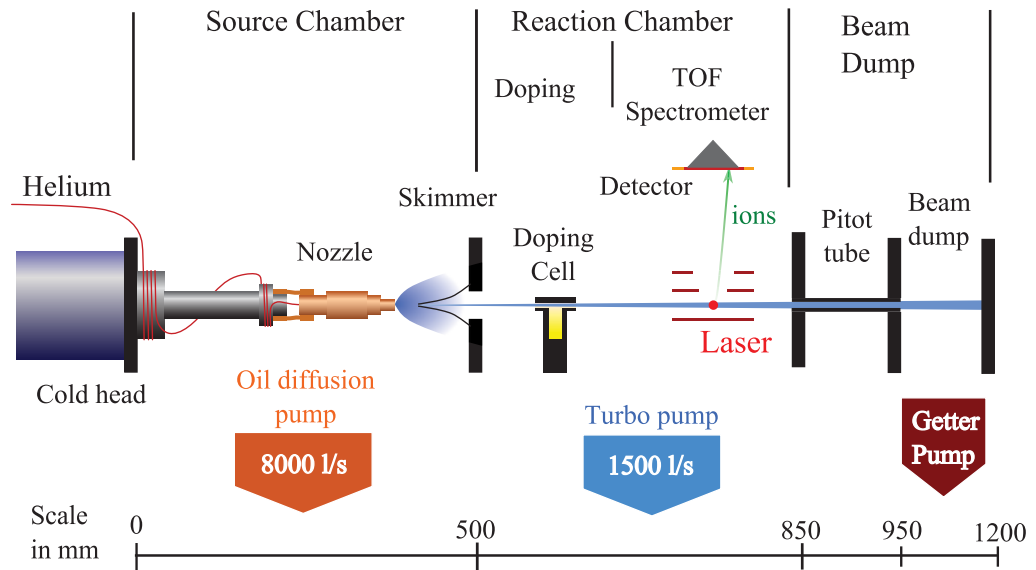 Source Chamber
Reaction Chamber
Beam
Dump
Doping
TOF
Spectrometer
Helium
Skimmer
Detector
ions
Nozzle
Doping
Cell
Pitot
tube
Beam
dump
Laser
Cold head
Oil diffusion
pump
8000 l/s
Turbo pump
1500 l/s
Getter
Pump
Scale
in mm
0
500
850
950
1200